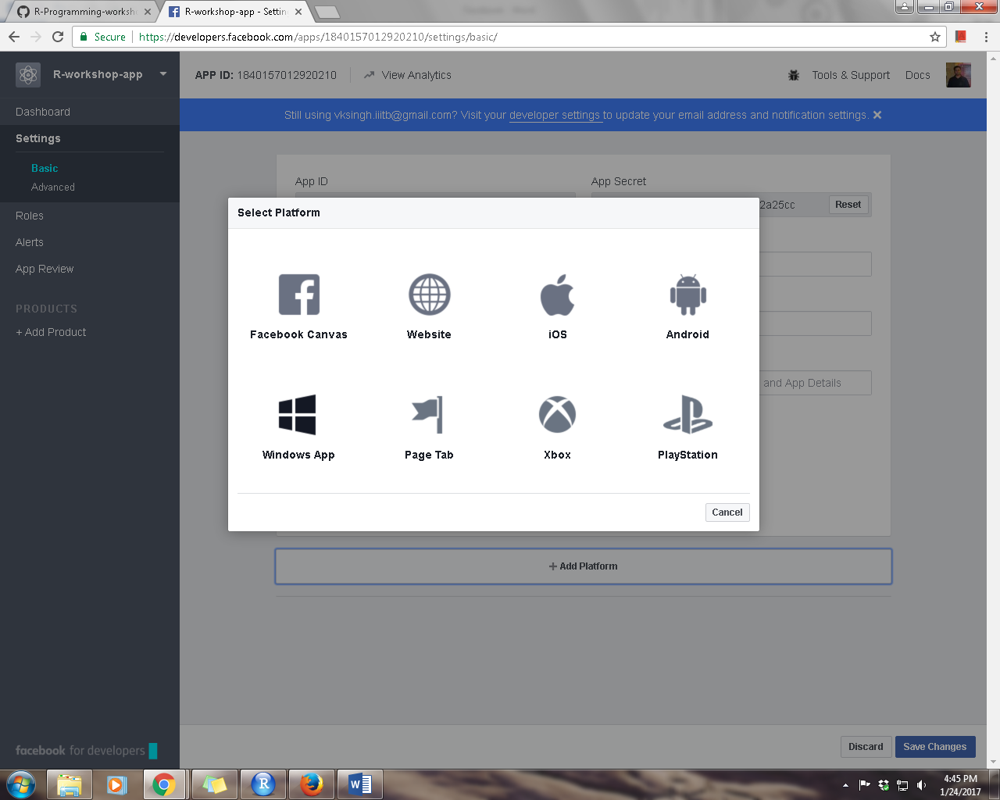 R-Programming-worksh
R-workshop-app - Settin
Secure
https://developers.facebook.com/apps/1840157012920210/settings/basic/
R-workshop-app
APP ID: 1840157012920210
View Analytics
Tools & Support
Docs
Still using vksingh.iiitb@gmail.com? Visit your developer settings to update your email address and notification settings.
Dashboard
Settings
Basic
Advanced
Roles
Alerts
App Review
PRODUCTS
+ Add Product
App ID
App Secret
2a25cc
Reset
and App Details
Select Platform
Facebook Canvas
Website
iOS
Android
Windows App
Page Tab
Xbox
PlayStation
Cancel
+ Add Platform
facebook for developers
Discard
Save Changes
4:45 PM
1/24/2017